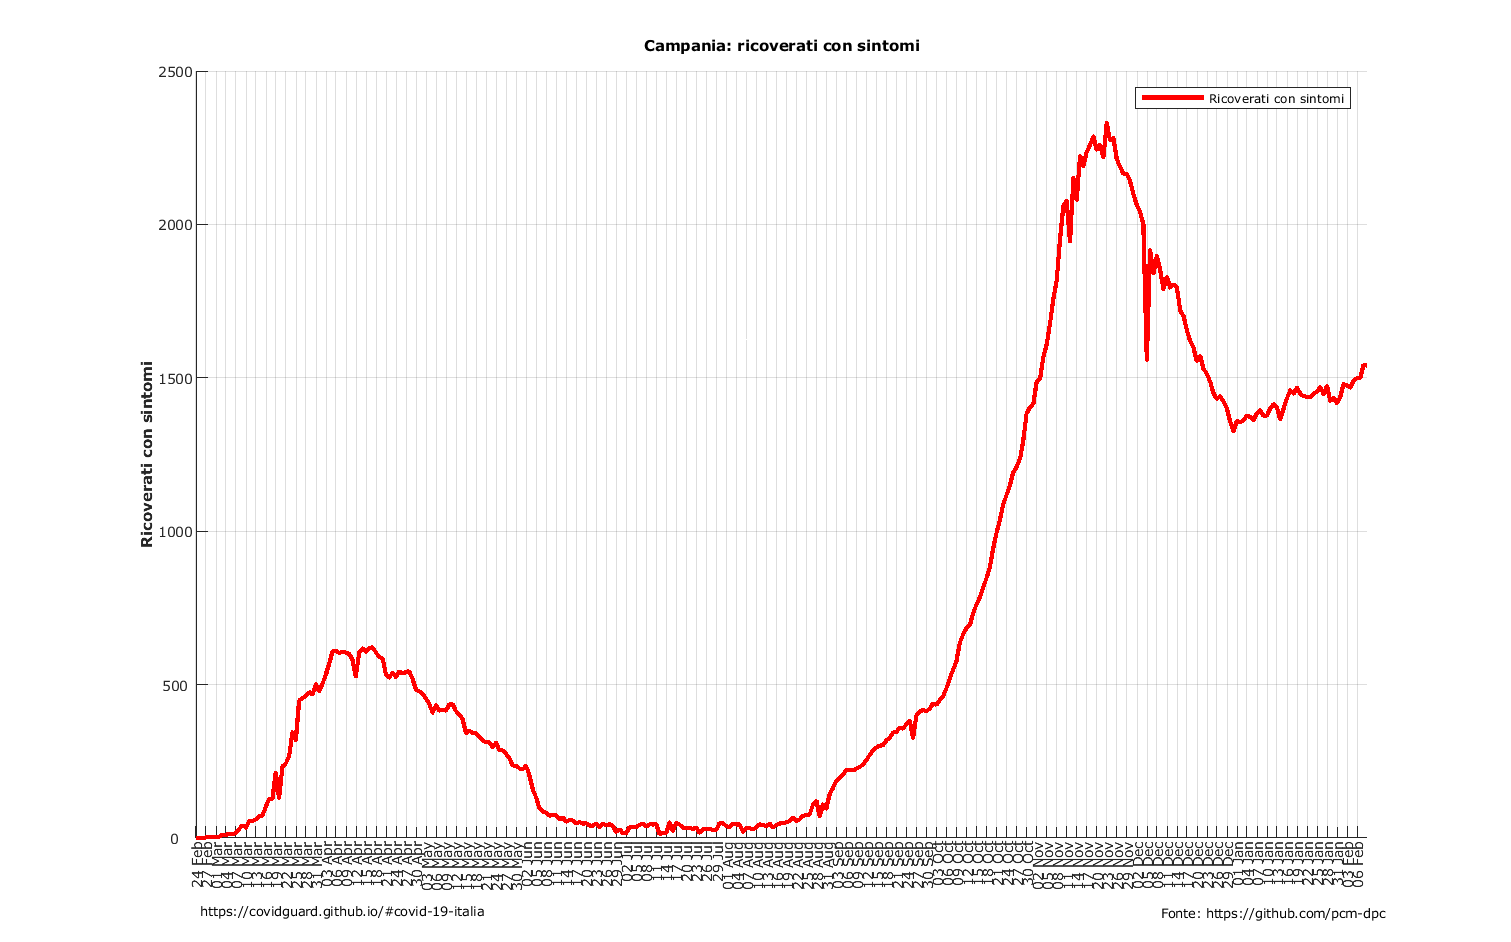 Campania: ricoverati con sintomi
Ricoverati con sintomi
Ricoverati con sintomi
2500
2000
1500
1000
500
0
24 Feb
27 Feb
01 Mar
04 Mar
07 Mar
10 Mar
13 Mar
16 Mar
19 Mar
22 Mar
25 Mar
28 Mar
31 Mar
03 Apr
06 Apr
09 Apr
12 Apr
15 Apr
18 Apr
21 Apr
24 Apr
27 Apr
30 Apr
03 May
06 May
09 May
12 May
15 May
18 May
21 May
24 May
27 May
30 May
02 Jun
05 Jun
08 Jun
11 Jun
14 Jun
17 Jun
20 Jun
23 Jun
26 Jun
29 Jun
02 Jul
05 Jul
08 Jul
11 Jul
14 Jul
17 Jul
20 Jul
23 Jul
26 Jul
29 Jul
01 Aug
04 Aug
07 Aug
10 Aug
13 Aug
16 Aug
19 Aug
22 Aug
25 Aug
28 Aug
31 Aug
03 Sep
06 Sep
09 Sep
12 Sep
15 Sep
18 Sep
21 Sep
24 Sep
27 Sep
30 Sep
03 Oct
06 Oct
09 Oct
12 Oct
15 Oct
18 Oct
21 Oct
24 Oct
27 Oct
30 Oct
02 Nov
05 Nov
08 Nov
11 Nov
14 Nov
17 Nov
20 Nov
23 Nov
26 Nov
29 Nov
02 Dec
05 Dec
08 Dec
11 Dec
14 Dec
17 Dec
20 Dec
23 Dec
26 Dec
29 Dec
01 Jan
04 Jan
07 Jan
10 Jan
13 Jan
16 Jan
19 Jan
22 Jan
25 Jan
28 Jan
31 Jan
03 Feb
06 Feb
https://covidguard.github.io/#covid-19-italia
Fonte: https://github.com/pcm-dpc